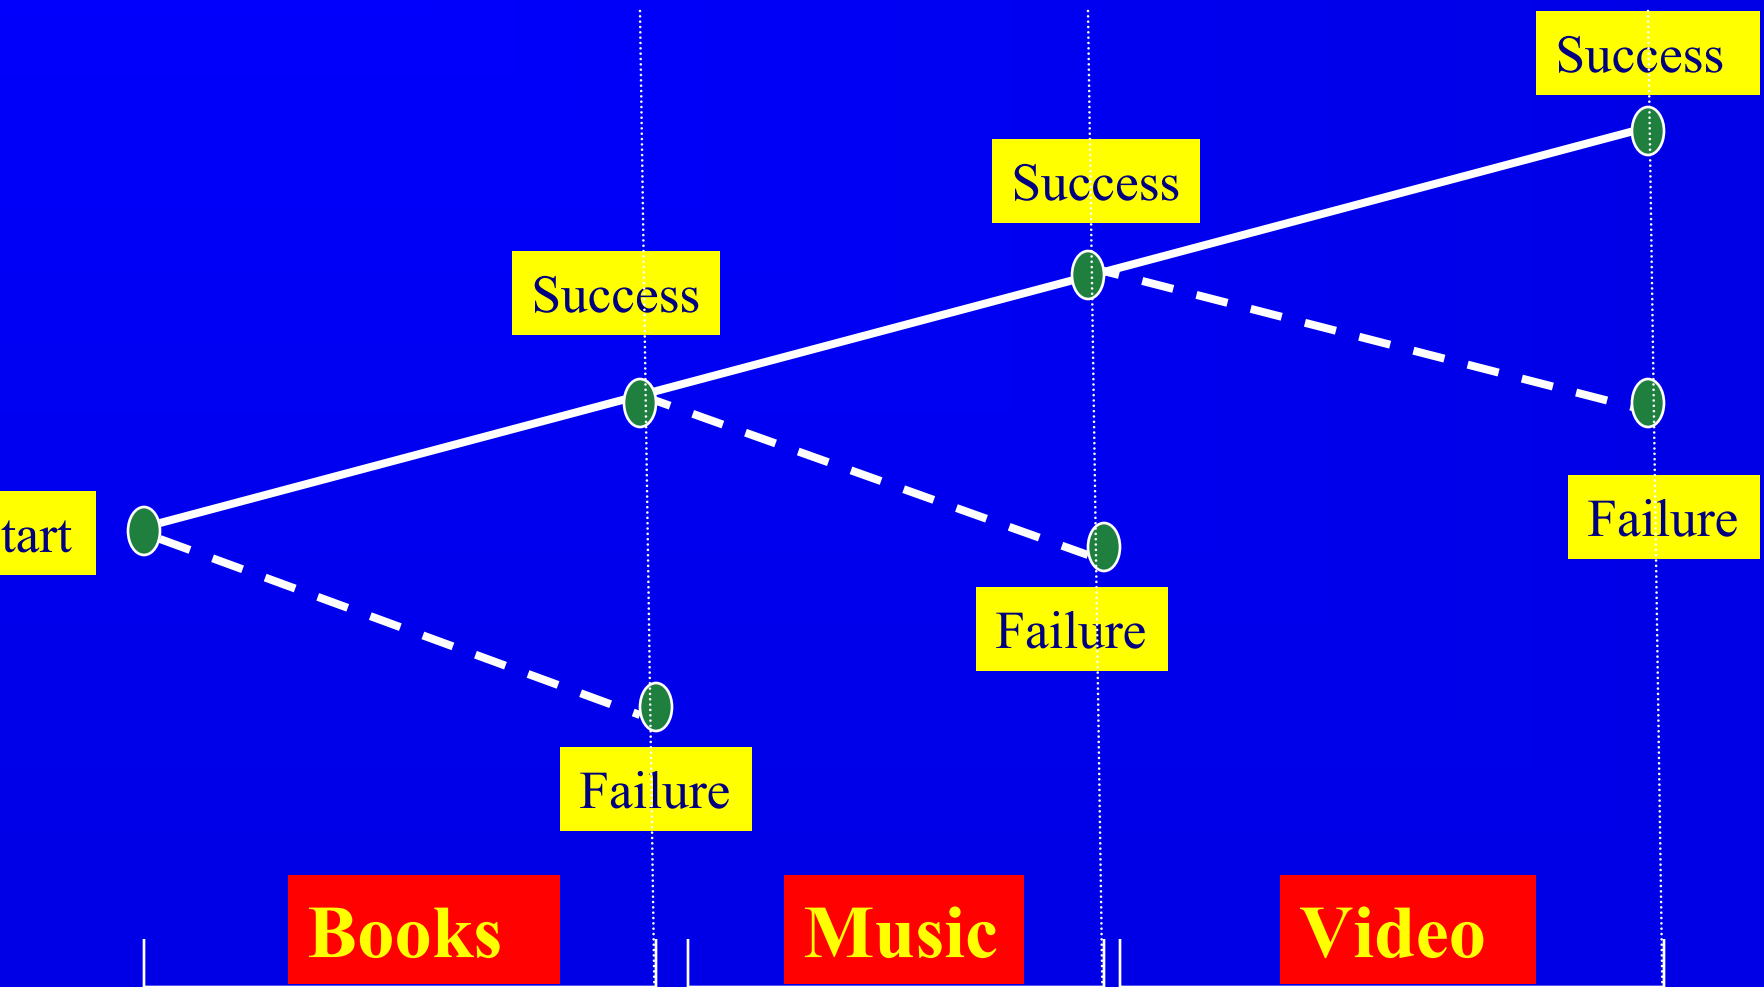 Success
Success
Success
tart
Failure
Failure
Failure
Books
Music
Video